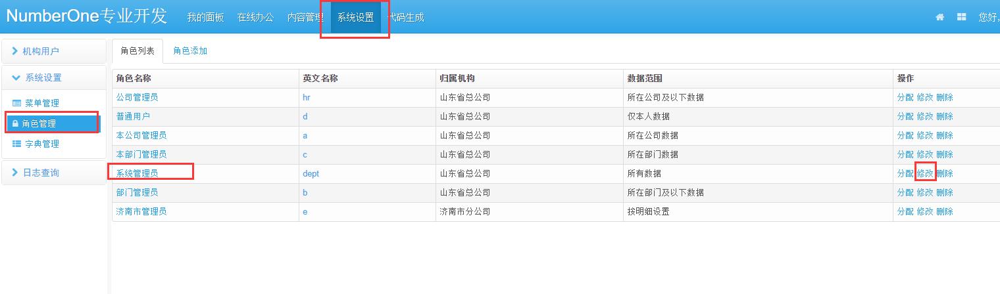 NumberOne专业开发 我的面板 在线办公 内容管理 系统设置 代码生成 您好,
机构用户
系统设置
菜单管理
角色管理
字典管理
日志查询
角色列表 角色添加
角色名称 英文名称 归属机构 数据范围 操作
公司管理员 hr 山东省总公司 所在公司及以下数据 分配 修改 删除
普通用户 d 山东省总公司 仅本人数据 分配 修改 删除
本公司管理员 a 山东省总公司 所在公司数据 分配 修改 删除
本部门管理员 c 山东省总公司 所在部门数据 分配 修改 删除
系统管理员 dept 山东省总公司 所有数据 分配 修改 删除
部门管理员 b 山东省总公司 所在部门及以下数据 分配 修改 删除
济南市管理员 e 济南市分公司 按明细设置 分配 修改 删除